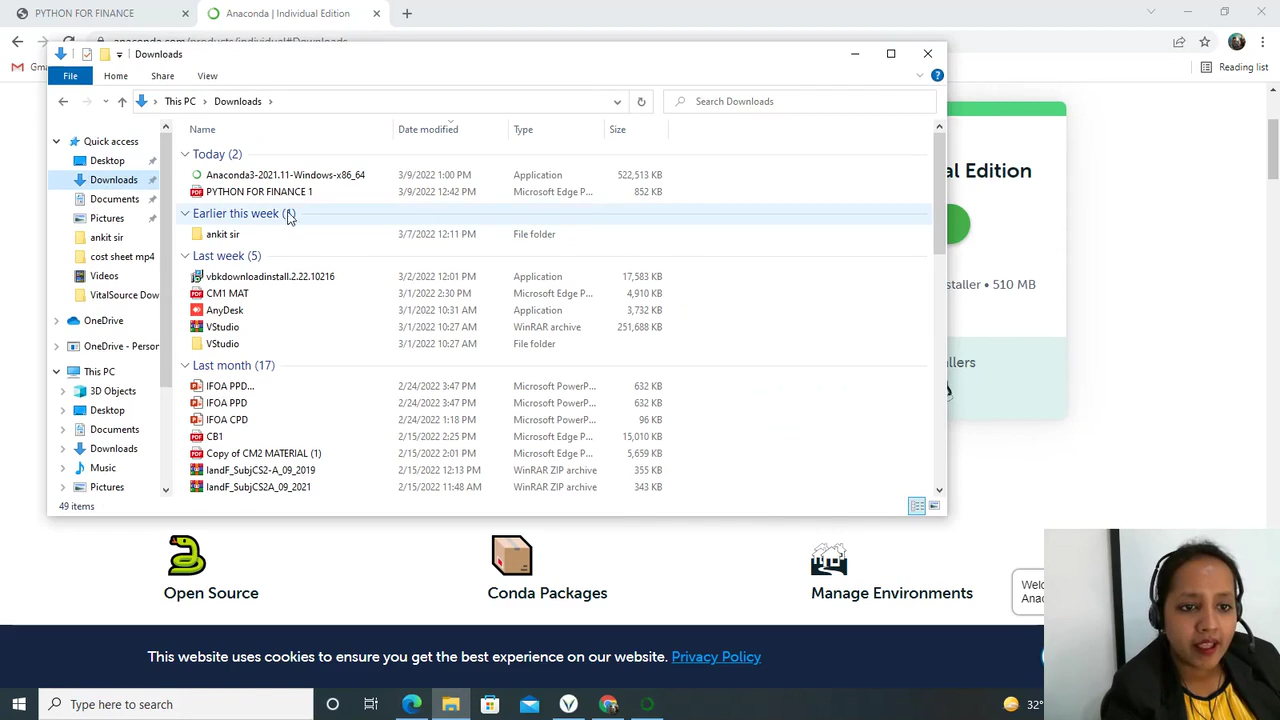 PYTHON FOR FINANCE
Anaconda | Individual Edition
anaconda.com/products/individual#Downloads
Downloads
File Home Share View
This PC Downloads
Search Downloads
Reading list
Name Date modified Type Size
Quick access
Desktop
Downloads
Documents
Pictures
ankit sir
cost sheet mp4
Videos
VitalSource Dow
OneDrive
OneDrive - Person
This PC
3D Objects
Desktop
Documents
Downloads
Music
Pictures
Today (2)
Anaconda3-2021.11-Windows-x86_64 3/9/2022 1:00 PM Application 522,513 KB
PYTHON FOR FINANCE 1 3/9/2022 12:42 PM Microsoft Edge P... 852 KB
Earlier this week (1)
ankit sir 3/7/2022 12:11 PM File folder
Last week (5)
vbkdownloadinstall.2.22.10216 3/2/2022 12:01 PM Application 17,583 KB
CM1 MAT 3/1/2022 2:30 PM Microsoft Edge P... 4,910 KB
AnyDesk 3/1/2022 10:31 AM Application 3,732 KB
VStudio 3/1/2022 10:27 AM WinRAR archive 251,688 KB
VStudio 3/1/2022 10:27 AM File folder
Last month (17)
IFOA PPD... 2/24/2022 3:47 PM Microsoft PowerP... 632 KB
IFOA PPD 2/24/2022 3:47 PM Microsoft PowerP... 632 KB
IFOA CPD 2/24/2022 1:18 PM Microsoft PowerP... 96 KB
CB1 2/15/2022 2:25 PM Microsoft Edge P... 15,010 KB
Copy of CM2 MATERIAL (1) 2/15/2022 2:01 PM Microsoft Edge P... 5,659 KB
IandF_SubjCS2-A_09_2019 2/15/2022 12:13 PM WinRAR ZIP archive 355 KB
IandF_SubjCS2A_09_2021 2/15/2022 11:48 AM WinRAR ZIP archive 343 KB
49 items
al Edition
staller • 510 MB
allers
Open Source
Conda Packages
Manage Environments
Welc
Anac
This website uses cookies to ensure you get the best experience on our website. Privacy Policy
Type here to search
32°